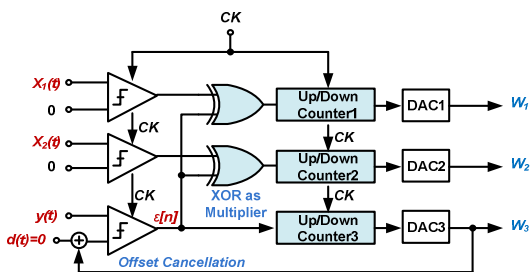 CK
X1(t)
0
CK
Up/Down
Counter1
DAC1
W1
X2(t)
0
CK
XOR as
Multiplier
Up/Down
Counter2
CK
DAC2
W2
CK
y(t)
d(t)=0
ε[n]
Up/Down
Counter3
DAC3
W3
Offset Cancellation